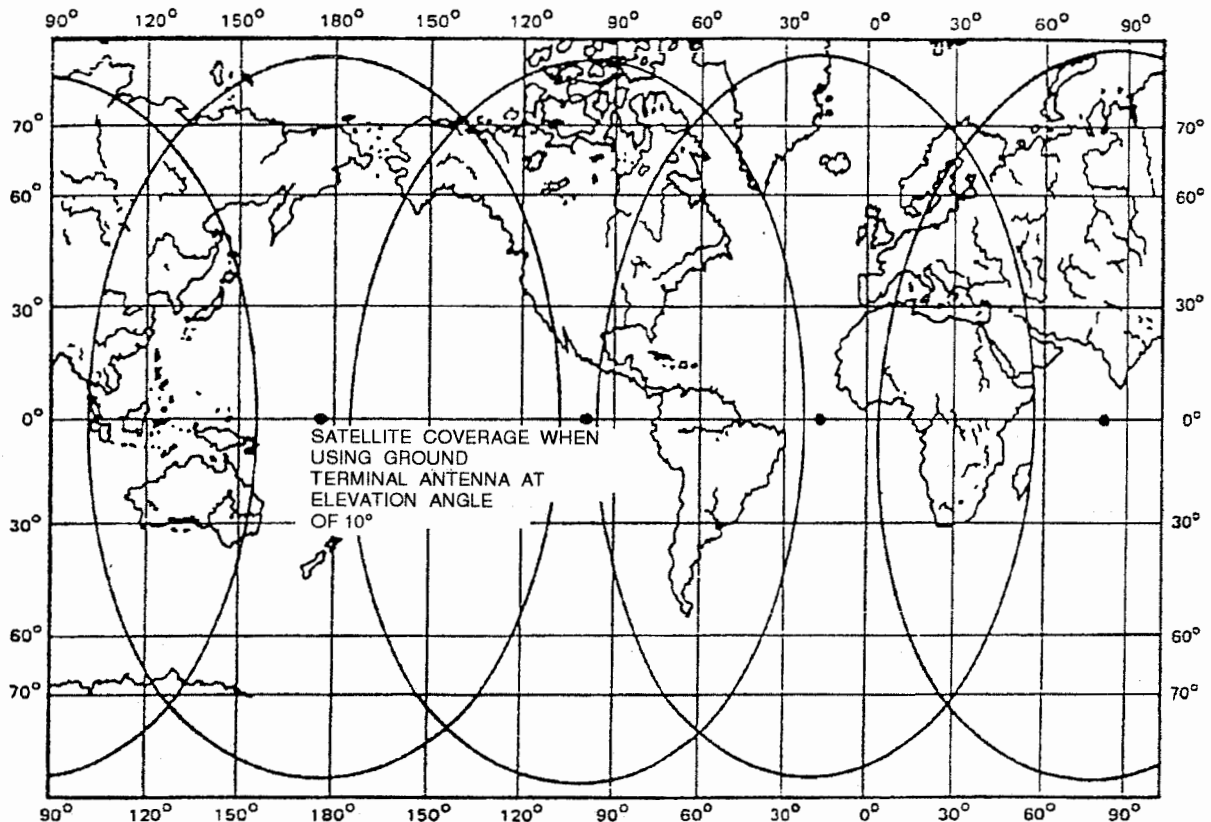 90° 120° 150° 180° 150° 120° 90° 60° 30° 0° 30° 60° 90°
70° 70°
60° 60°
30° 30°
0° 0°
SATELLITE COVERAGE WHEN
USING GROUND
TERMINAL ANTENNA AT
ELEVATION ANGLE
OF 10°
30° 30°
60° 60°
70° 70°
90° 120° 150° 180° 150° 120° 90° 60° 30° 0° 30° 60° 90°